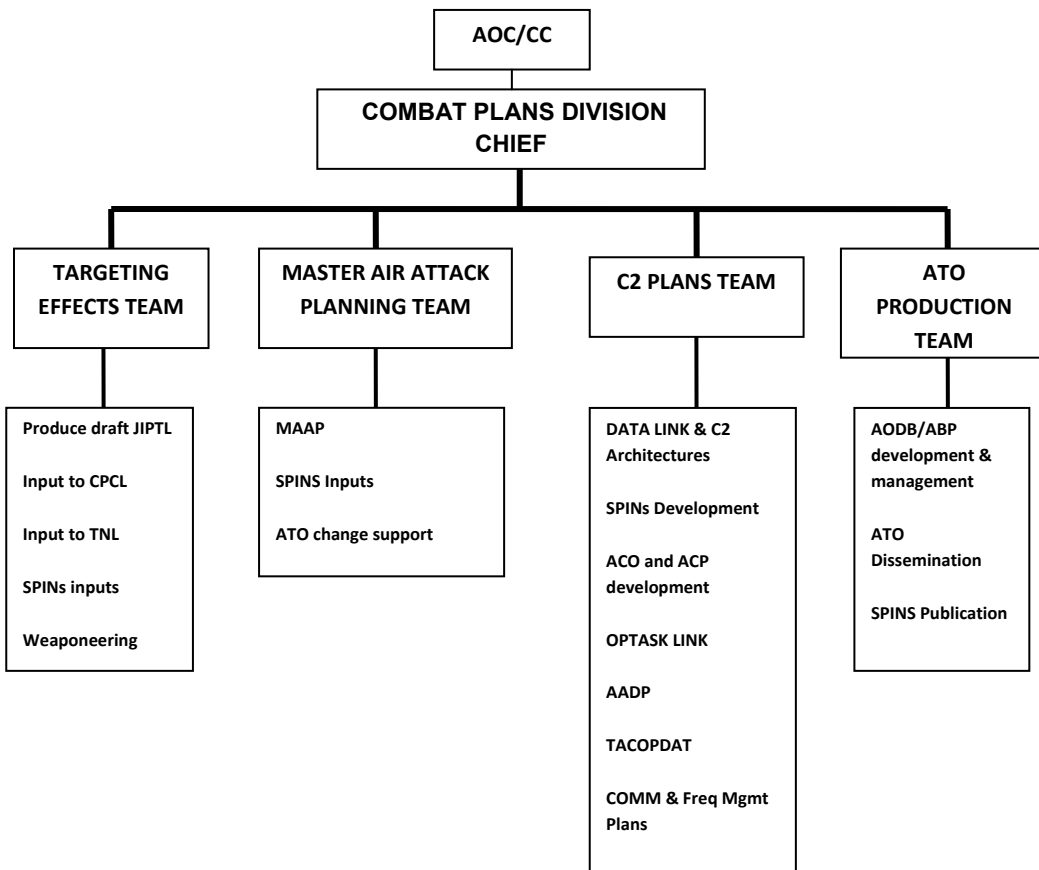 AOC/CC
COMBAT PLANS DIVISION
CHIEF
TARGETING
EFFECTS TEAM
MASTER AIR ATTACK
PLANNING TEAM
C2 PLANS TEAM
ATO
PRODUCTION
TEAM
Produce draft JIPTL
Input to CPCL
Input to TNL
SPINs inputs
Weaponeering
MAAP
SPINS Inputs
ATO change support
DATA LINK & C2
Architectures
SPINs Development
ACO and ACP
development
OPTASK LINK
AADP
TACOPDAT
COMM & Freq Mgmt
Plans
AODB/ABP
development &
management
ATO
Dissemination
SPINS Publication